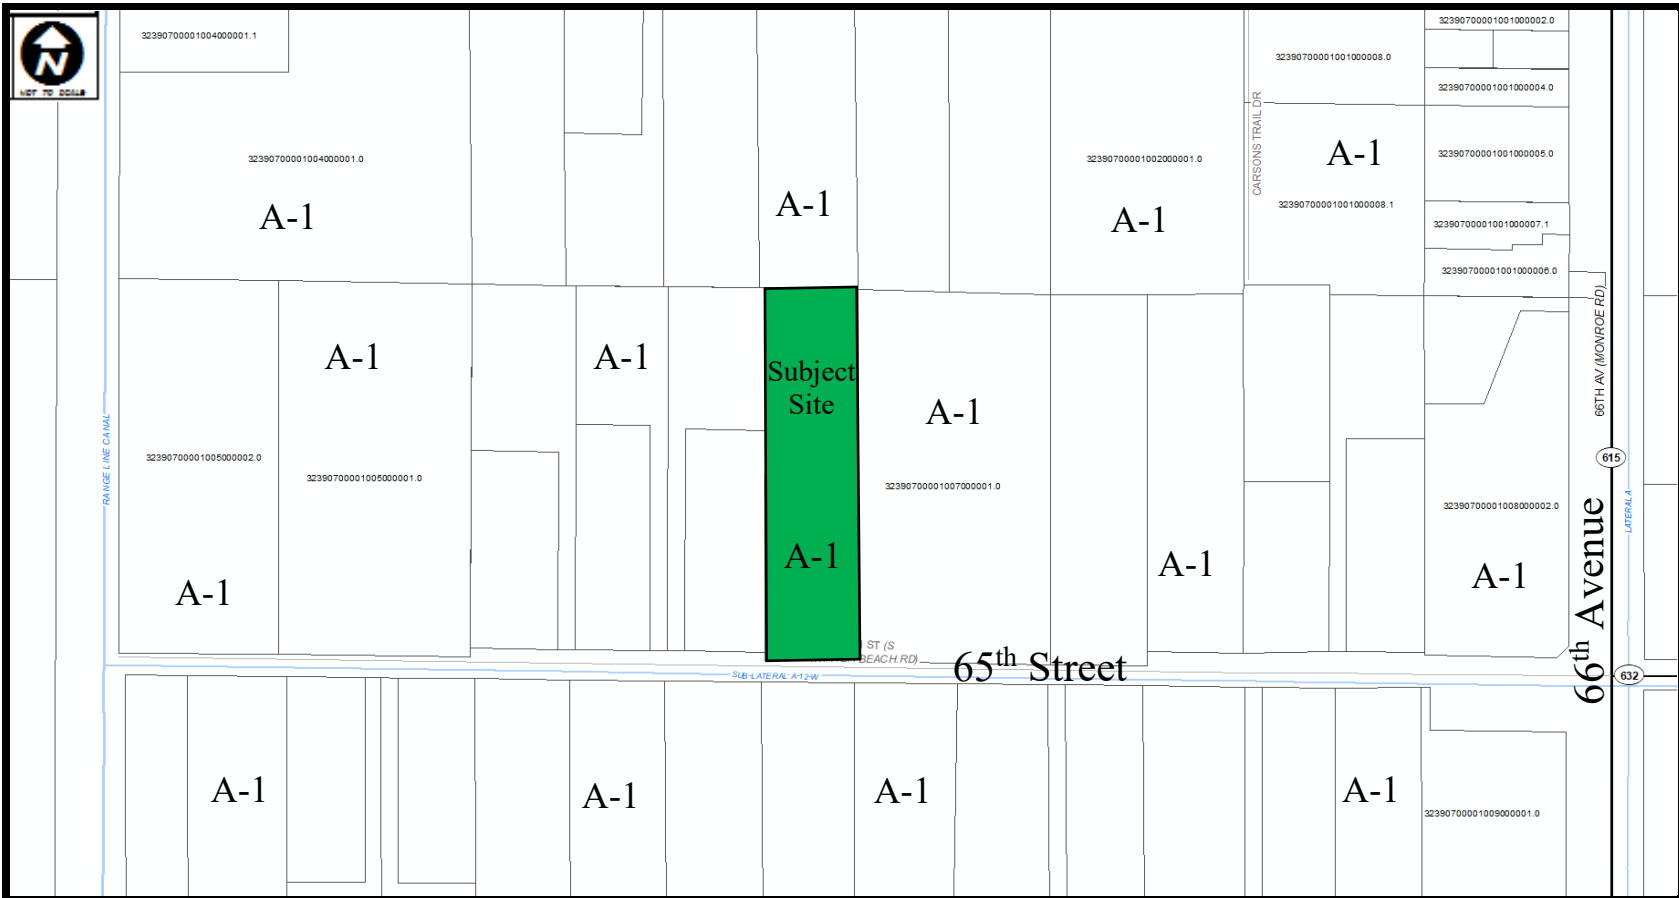 N
NOT TO SCALE
32390700001004000001.1
32390700001001000002.0
32390700001001000008.0
32390700001001000004.0
CARSONS TRAIL DR
32390700001004000001.0
32390700001002000001.0
A-1
32390700001001000005.0
A-1
A-1
A-1
32390700001001000008.1
32390700001001000007.1
32390700001001000006.0
66TH AV (MONROE RD)
A-1
A-1
Subject
Site
A-1
RANGE LINE CANAL
32390700001005000002.0
32390700001005000001.0
32390700001007000001.0
615
32390700001008000002.0
LATERAL A
A-1
A-1
A-1
A-1
66th Avenue
ST (S
BEACH RD)
65th Street
SUB-LATERAL A-12-W
632
A-1
A-1
A-1
A-1
32390700001009000001.0